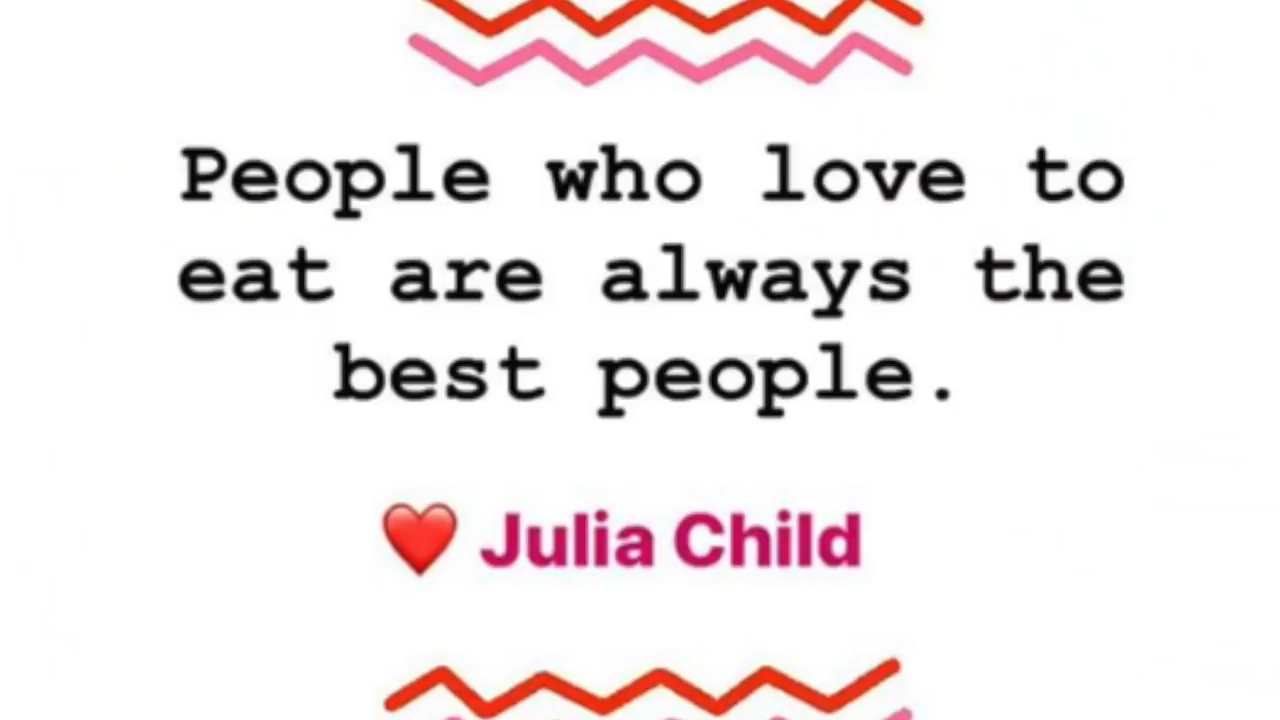 People who love to
eat are always the
best people.
❤️ Julia Child